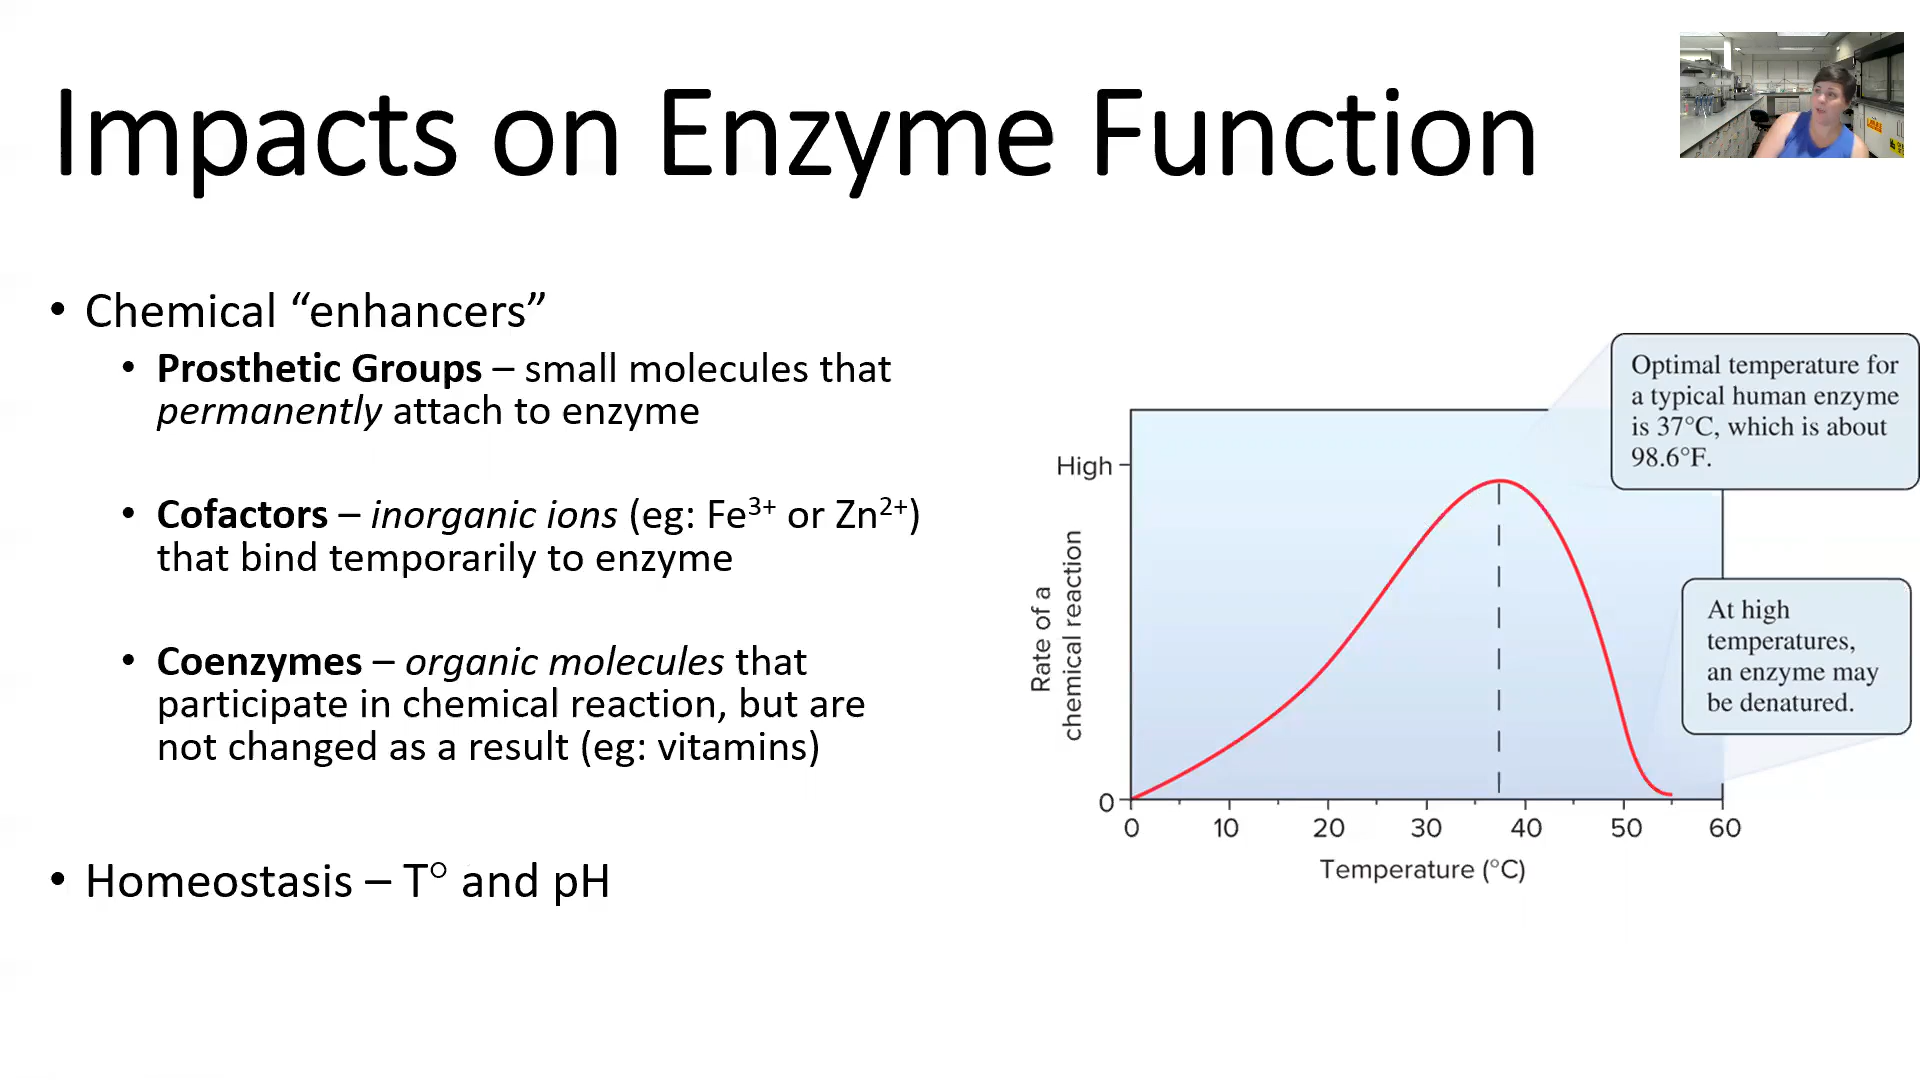 Impacts on Enzyme Function
• Chemical “enhancers”
• Prosthetic Groups – small molecules that
permanently attach to enzyme
• Cofactors – inorganic ions (eg: Fe³⁺ or Zn²⁺)
that bind temporarily to enzyme
• Coenzymes – organic molecules that
participate in chemical reaction, but are
not changed as a result (eg: vitamins)
• Homeostasis – T° and pH
Optimal temperature for
a typical human enzyme
is 37°C, which is about
98.6°F.
At high
temperatures,
an enzyme may
be denatured.
High
Rate of a
chemical reaction
0
0 10 20 30 40 50 60
Temperature (°C)